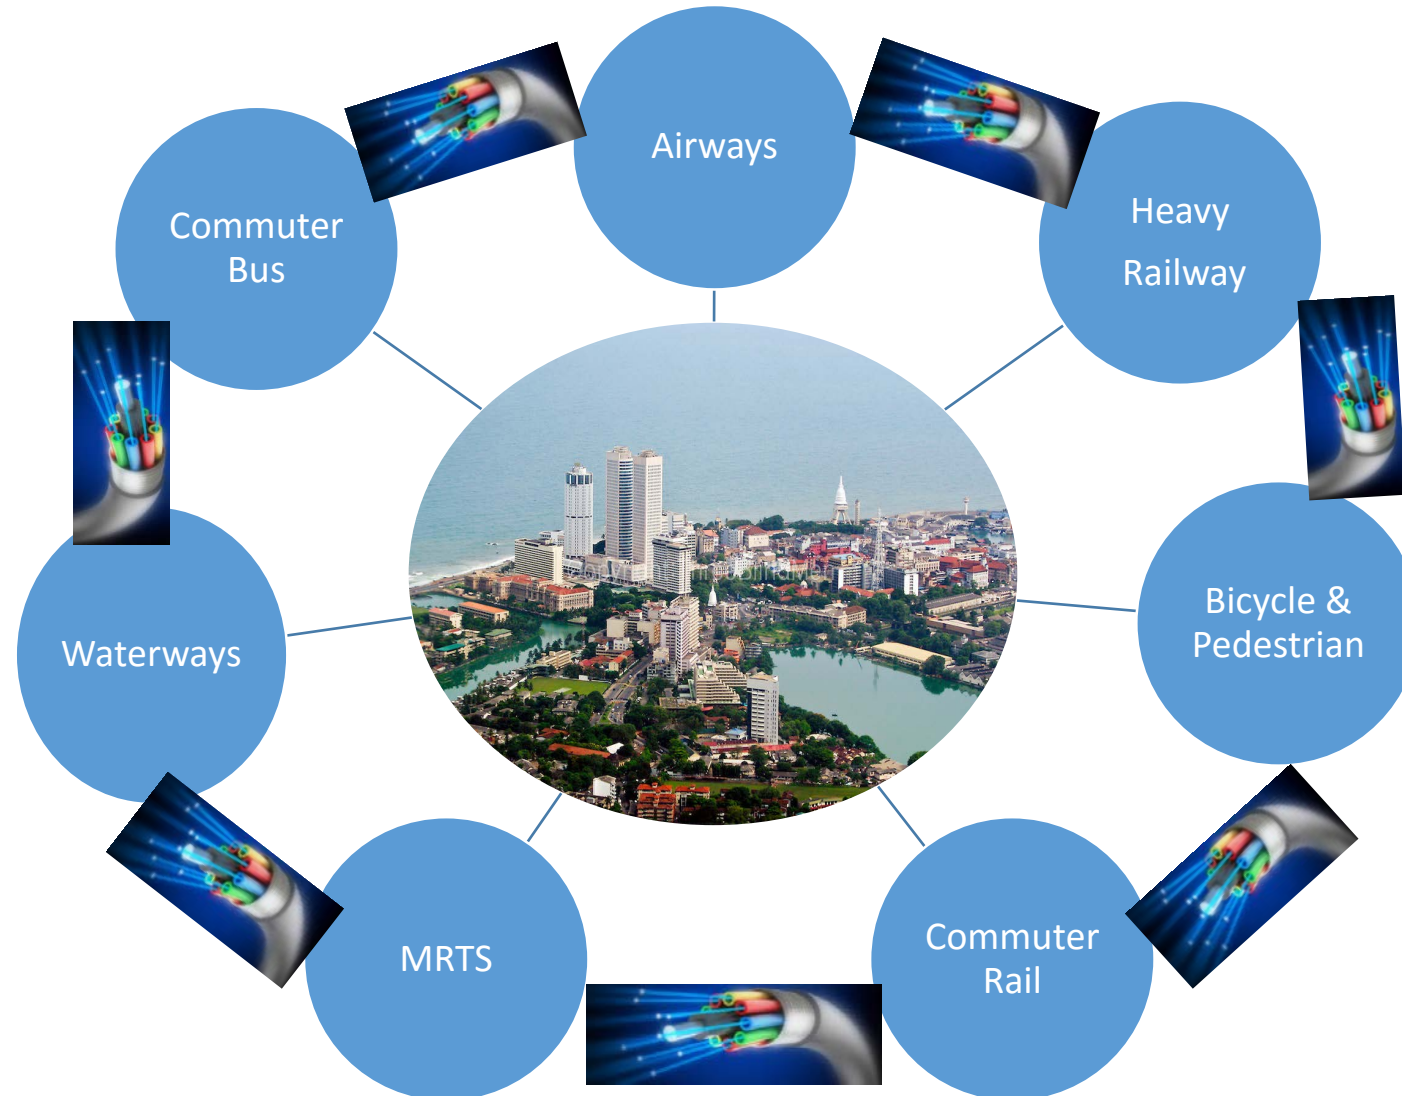 Airways
Heavy
Railway
Bicycle &
Pedestrian
Commuter
Rail
MRTS
Waterways
Commuter
Bus